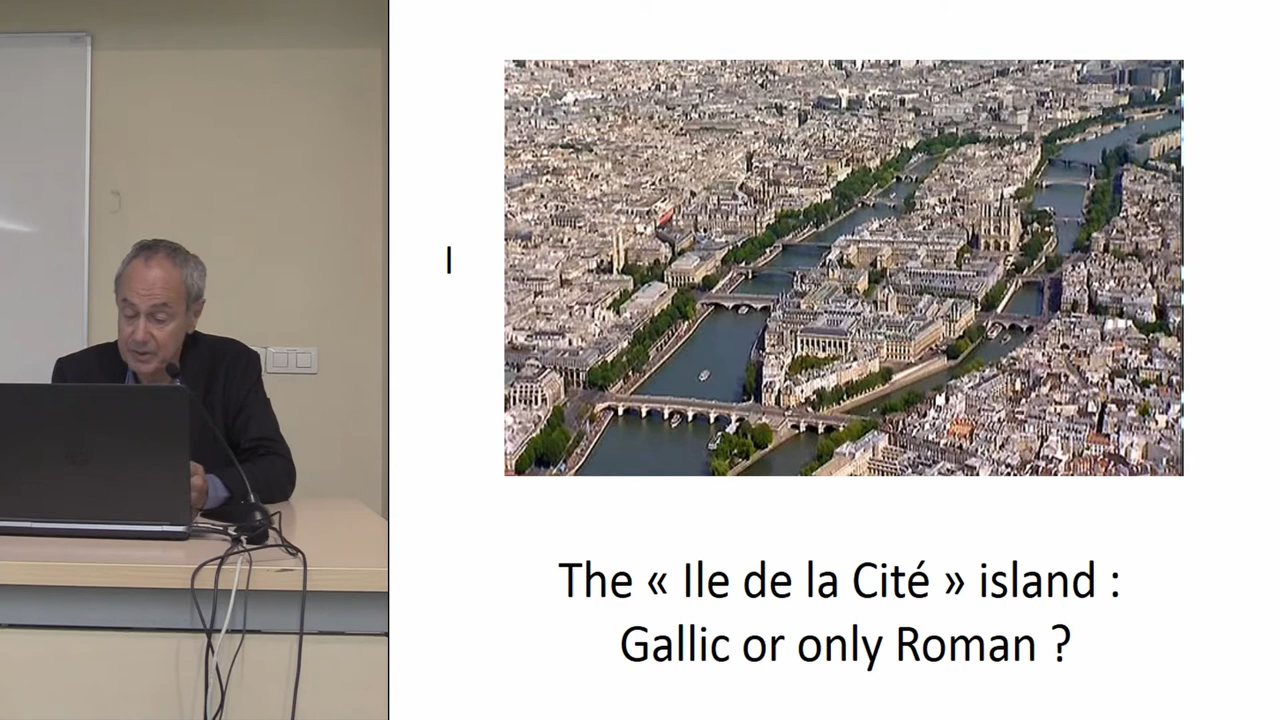 I
The « Ile de la Cité » island :
Gallic or only Roman ?